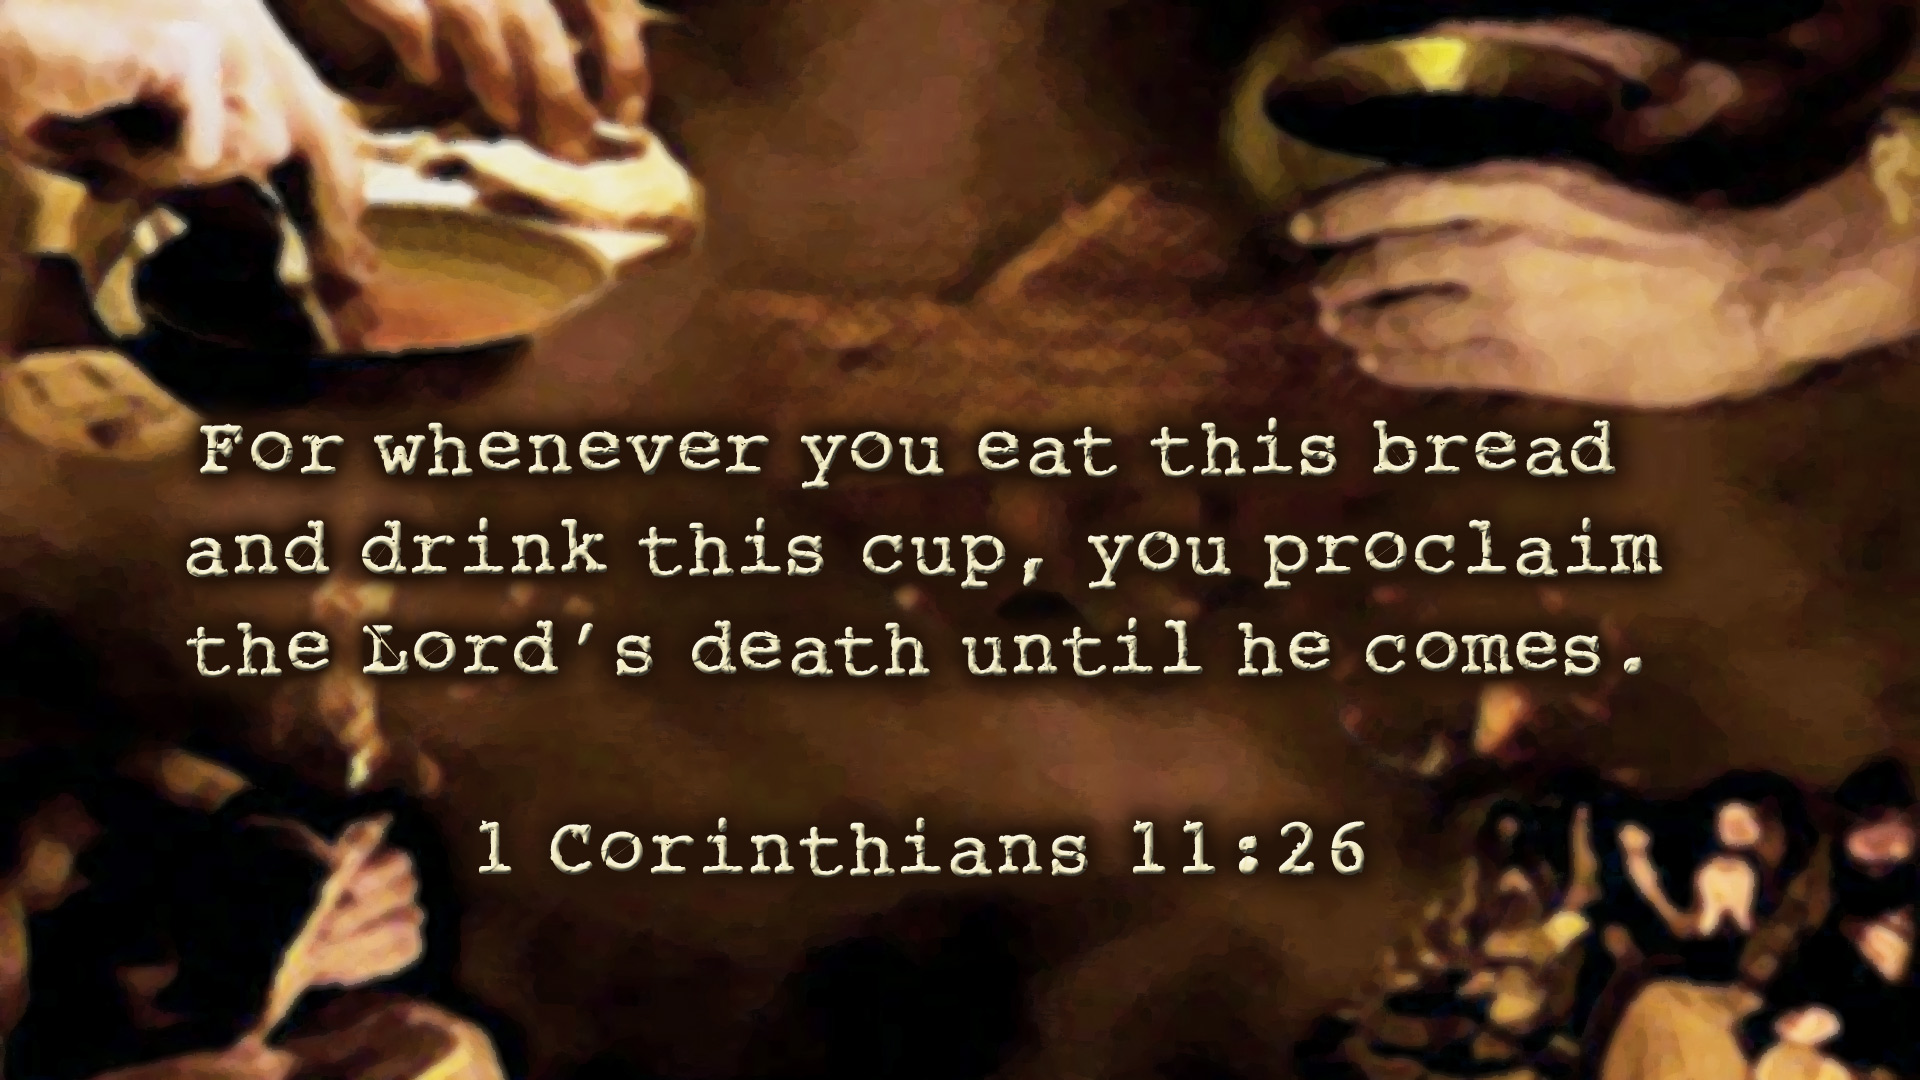 For whenever you eat this bread
and drink this cup, you proclaim
the Lord's death until he comes.
1 Corinthians 11:26